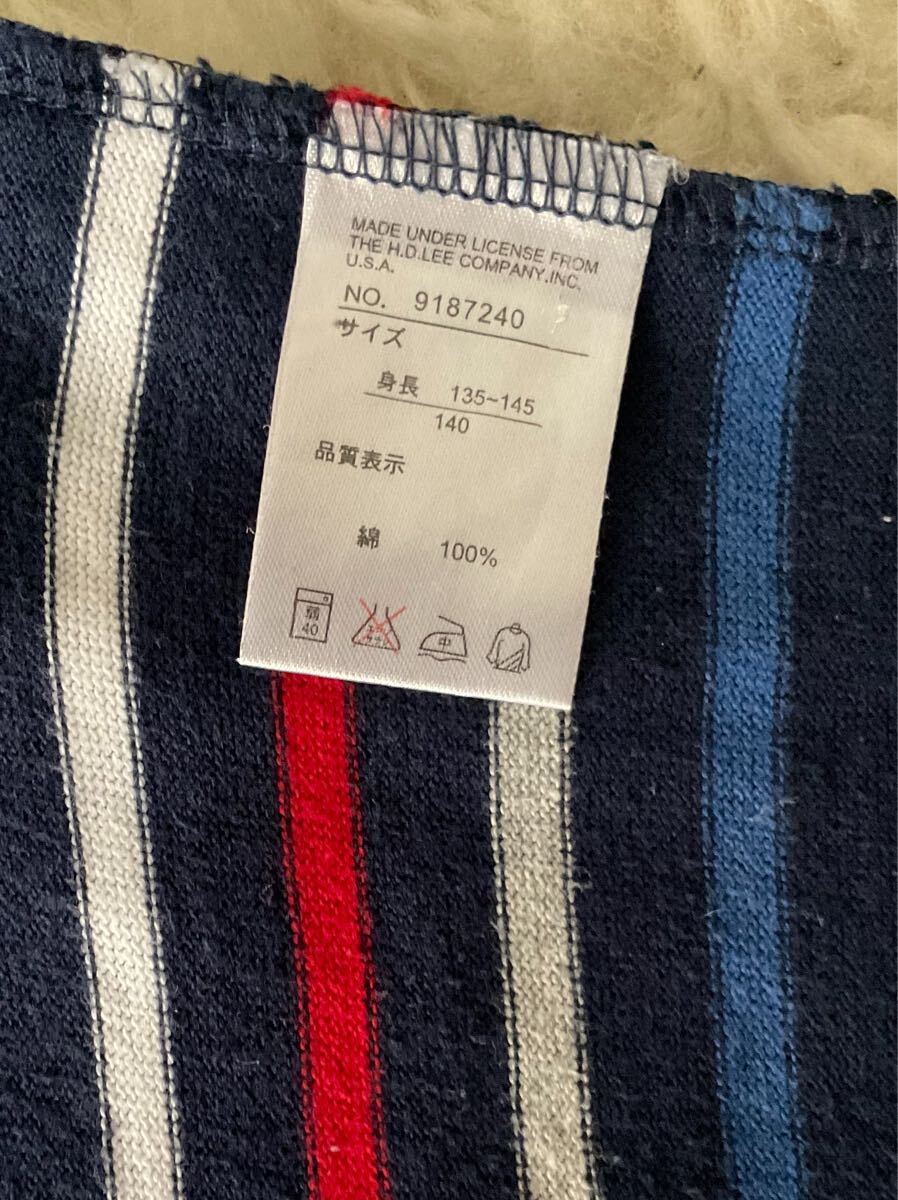 MADE UNDER LICENSE FROM
THE H.D.LEE COMPANY.INC.
U.S.A.
NO. 9187240
サイズ
身長 135~145
140
品質表示
綿 100%
弱
40
中